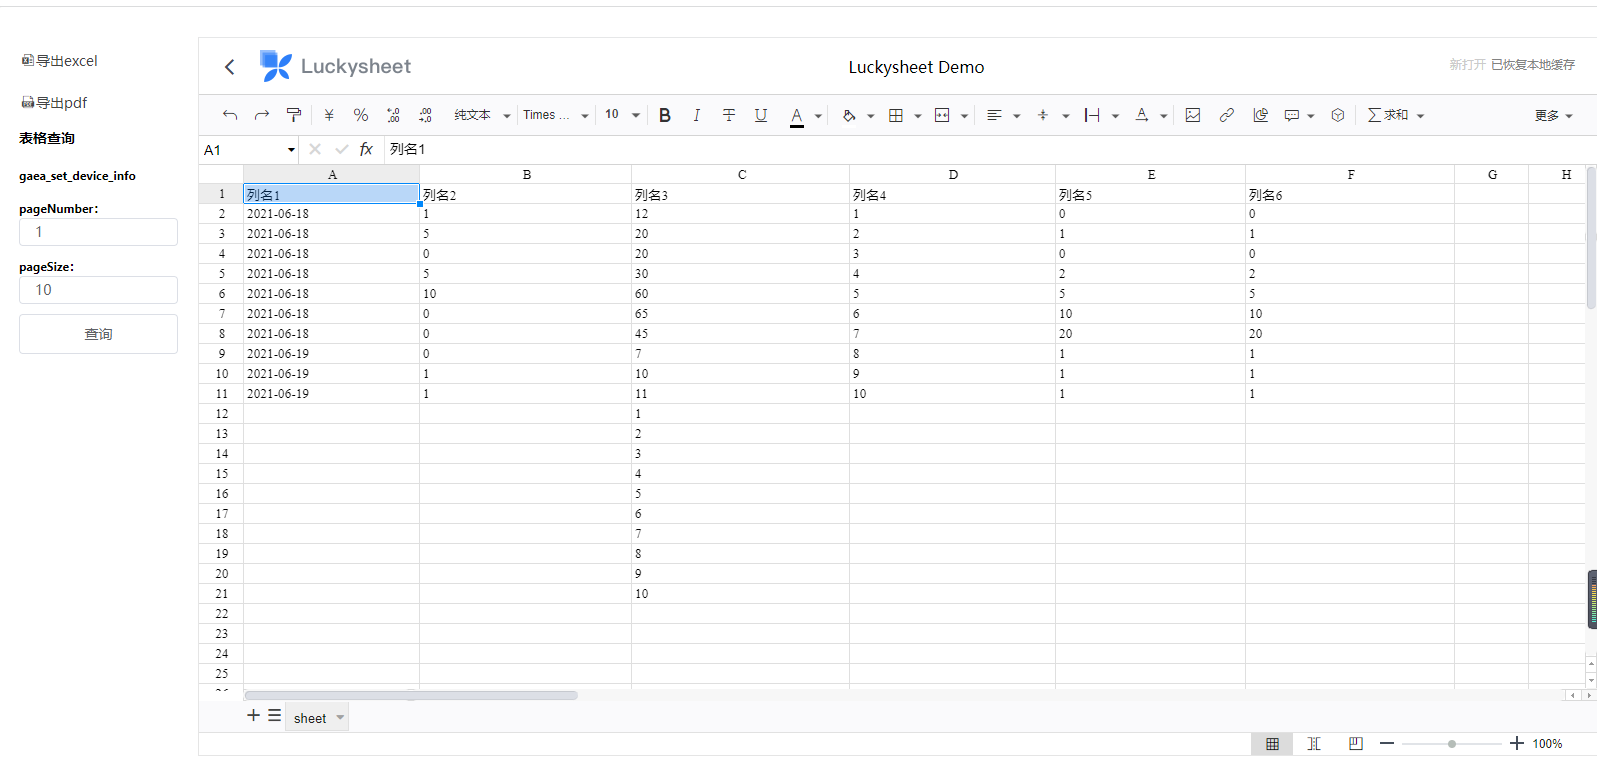 导出excel
导出pdf
表格查询
gaea_set_device_info
pageNumber：
1
pageSize：
10
查询
Luckysheet
Luckysheet Demo
新打开 已恢复本地缓存
¥ % .0 .00 .00 .0 纯文本 Times ... 10 B I T U A A Σ 求和 更多
A1 fx 列名1
A B C D E F G H
1 列名1 列名2 列名3 列名4 列名5 列名6
2 2021-06-18 1 12 1 0 0
3 2021-06-18 5 20 2 1 1
4 2021-06-18 0 20 3 0 0
5 2021-06-18 5 30 4 2 2
6 2021-06-18 10 60 5 5 5
7 2021-06-18 0 65 6 10 10
8 2021-06-18 0 45 7 20 20
9 2021-06-19 0 7 8 1 1
10 2021-06-19 1 10 9 1 1
11 2021-06-19 1 11 10 1 1
12 1
13 2
14 3
15 4
16 5
17 6
18 7
19 8
20 9
21 10
22
23
24
25
sheet
100%